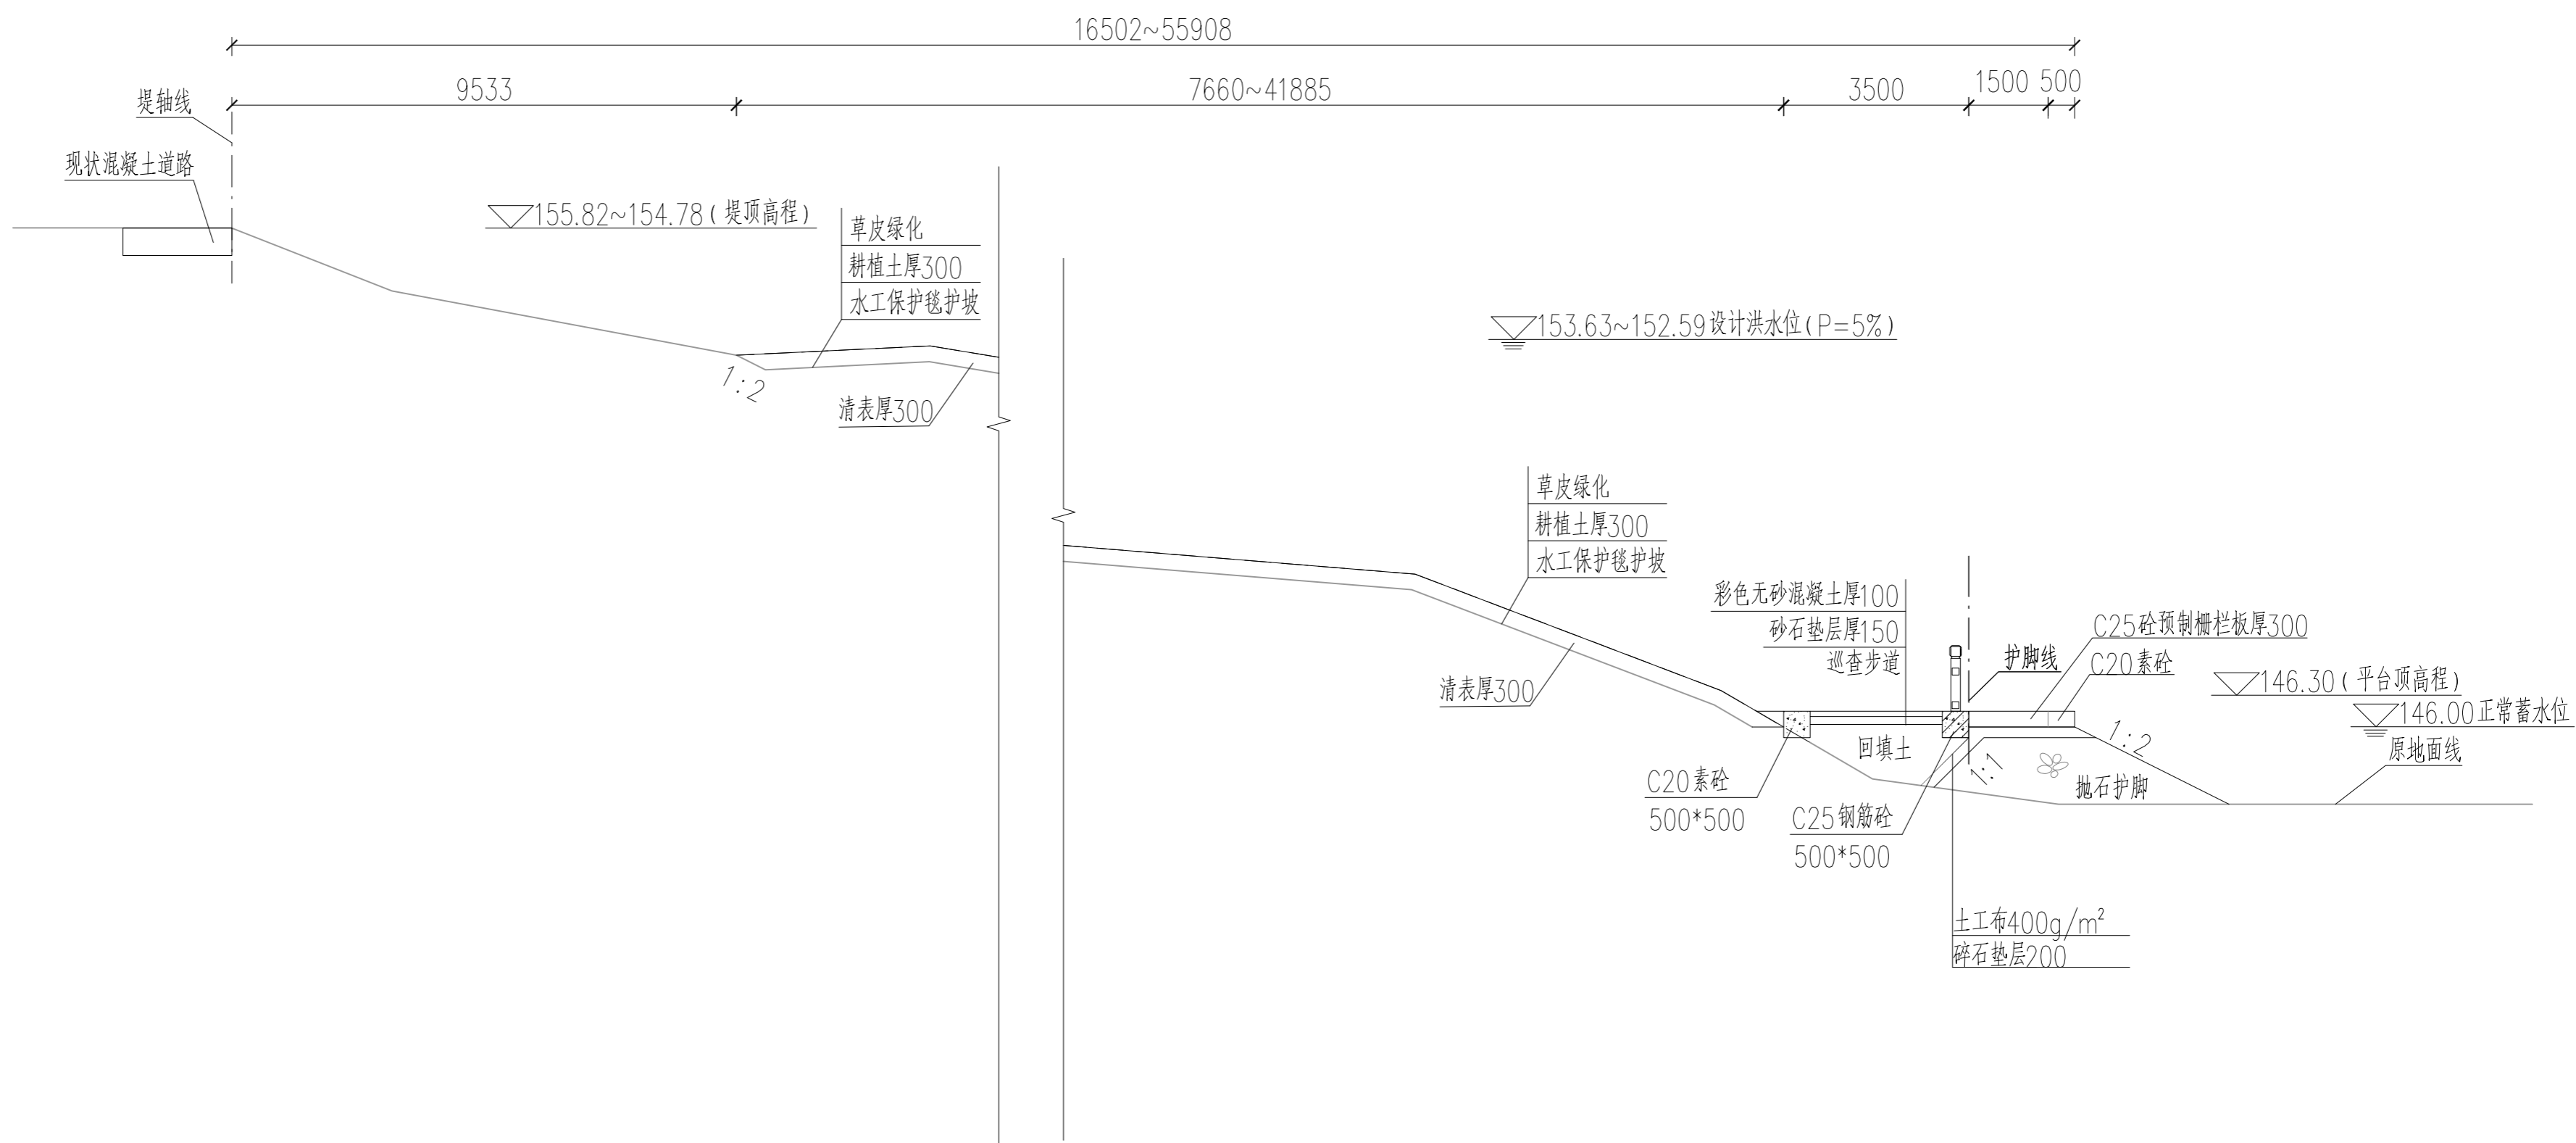 16502~55908
9533
7660~41885
3500
1500
500
堤轴线
现状混凝土道路
155.82~154.78(堤顶高程)
草皮绿化
耕植土厚300
水工保护毯护坡
1:2
清表厚300
153.63~152.59设计洪水位(P=5%)
草皮绿化
耕植土厚300
水工保护毯护坡
清表厚300
彩色无砂混凝土厚100
砂石垫层厚150
巡查步道
护脚线
C25砼预制栅栏板厚300
C20素砼
146.30(平台顶高程)
146.00正常蓄水位
原地面线
1:2
回填土
1:1
抛石护脚
C20素砼
500*500
C25钢筋砼
500*500
土工布400g/m²
碎石垫层200